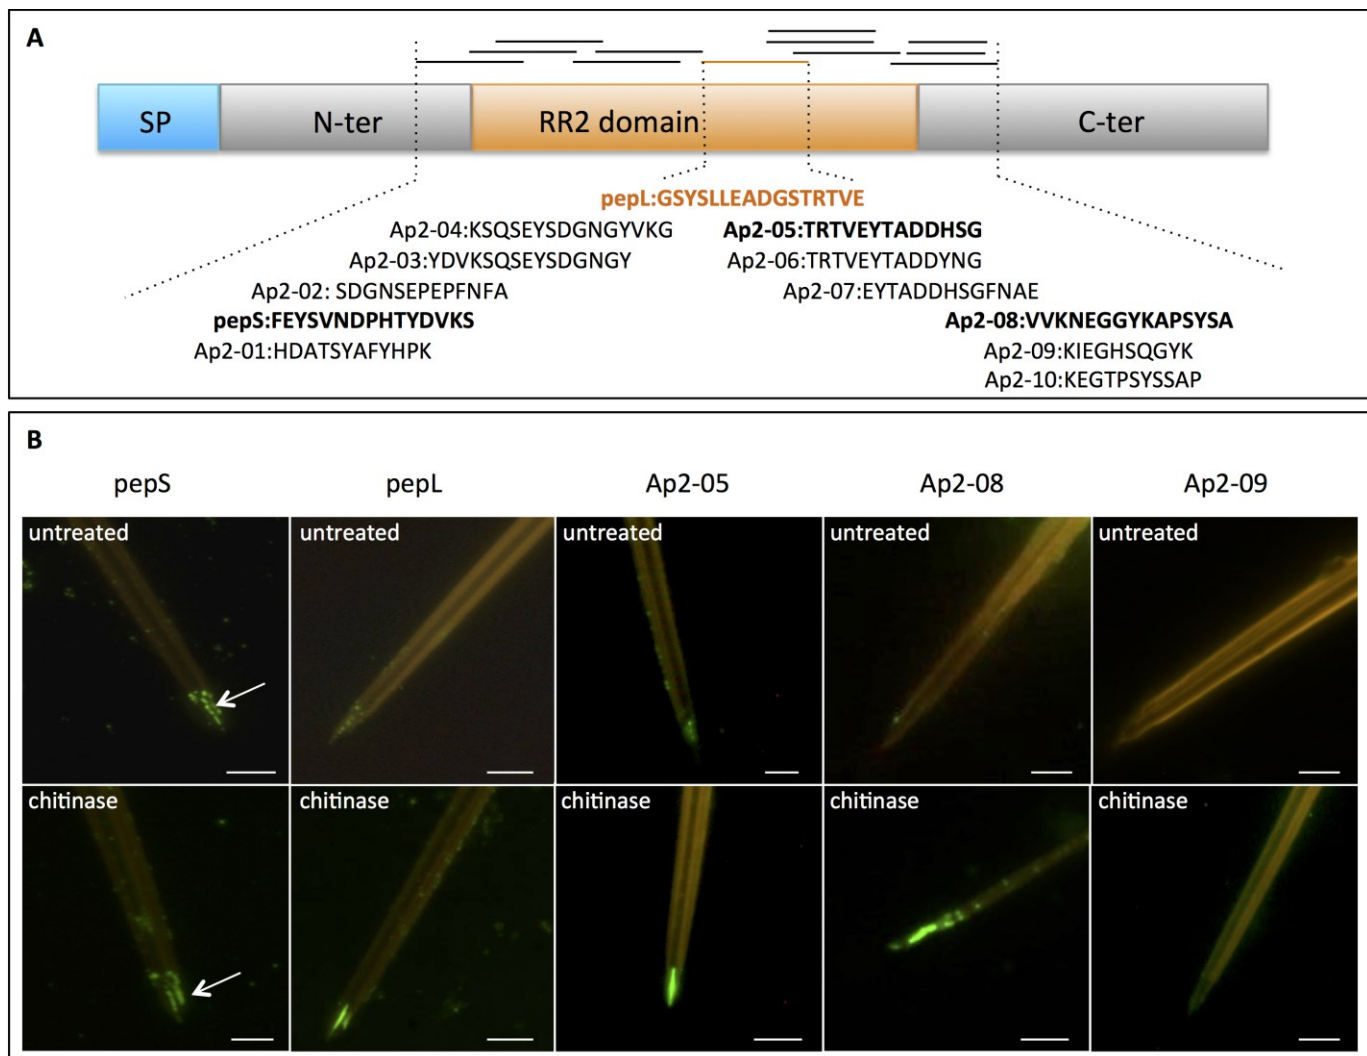 A
SP N-ter RR2 domain C-ter
pepL:GSYSLLEADGSTRTVE
Ap2-04:KSQSEYSDGNGYVKG Ap2-05:TRTVEYTADDHSG
Ap2-03:YDVKSQSEYSDGNGY Ap2-06:TRTVEYTADDYNG
Ap2-02: SDGNSEPEPFNFA Ap2-07:EYTADDHSGFNAE
pepS:FEYSVNDPHTYDVKS Ap2-08:VVKNEGGYKAPSYSA
Ap2-01:HDATSYAFYHPK Ap2-09:KIEGHSQGYK
Ap2-10:KEGTPSYSSAP
B
pepS pepL Ap2-05 Ap2-08 Ap2-09
untreated untreated untreated untreated untreated
chitinase chitinase chitinase chitinase chitinase